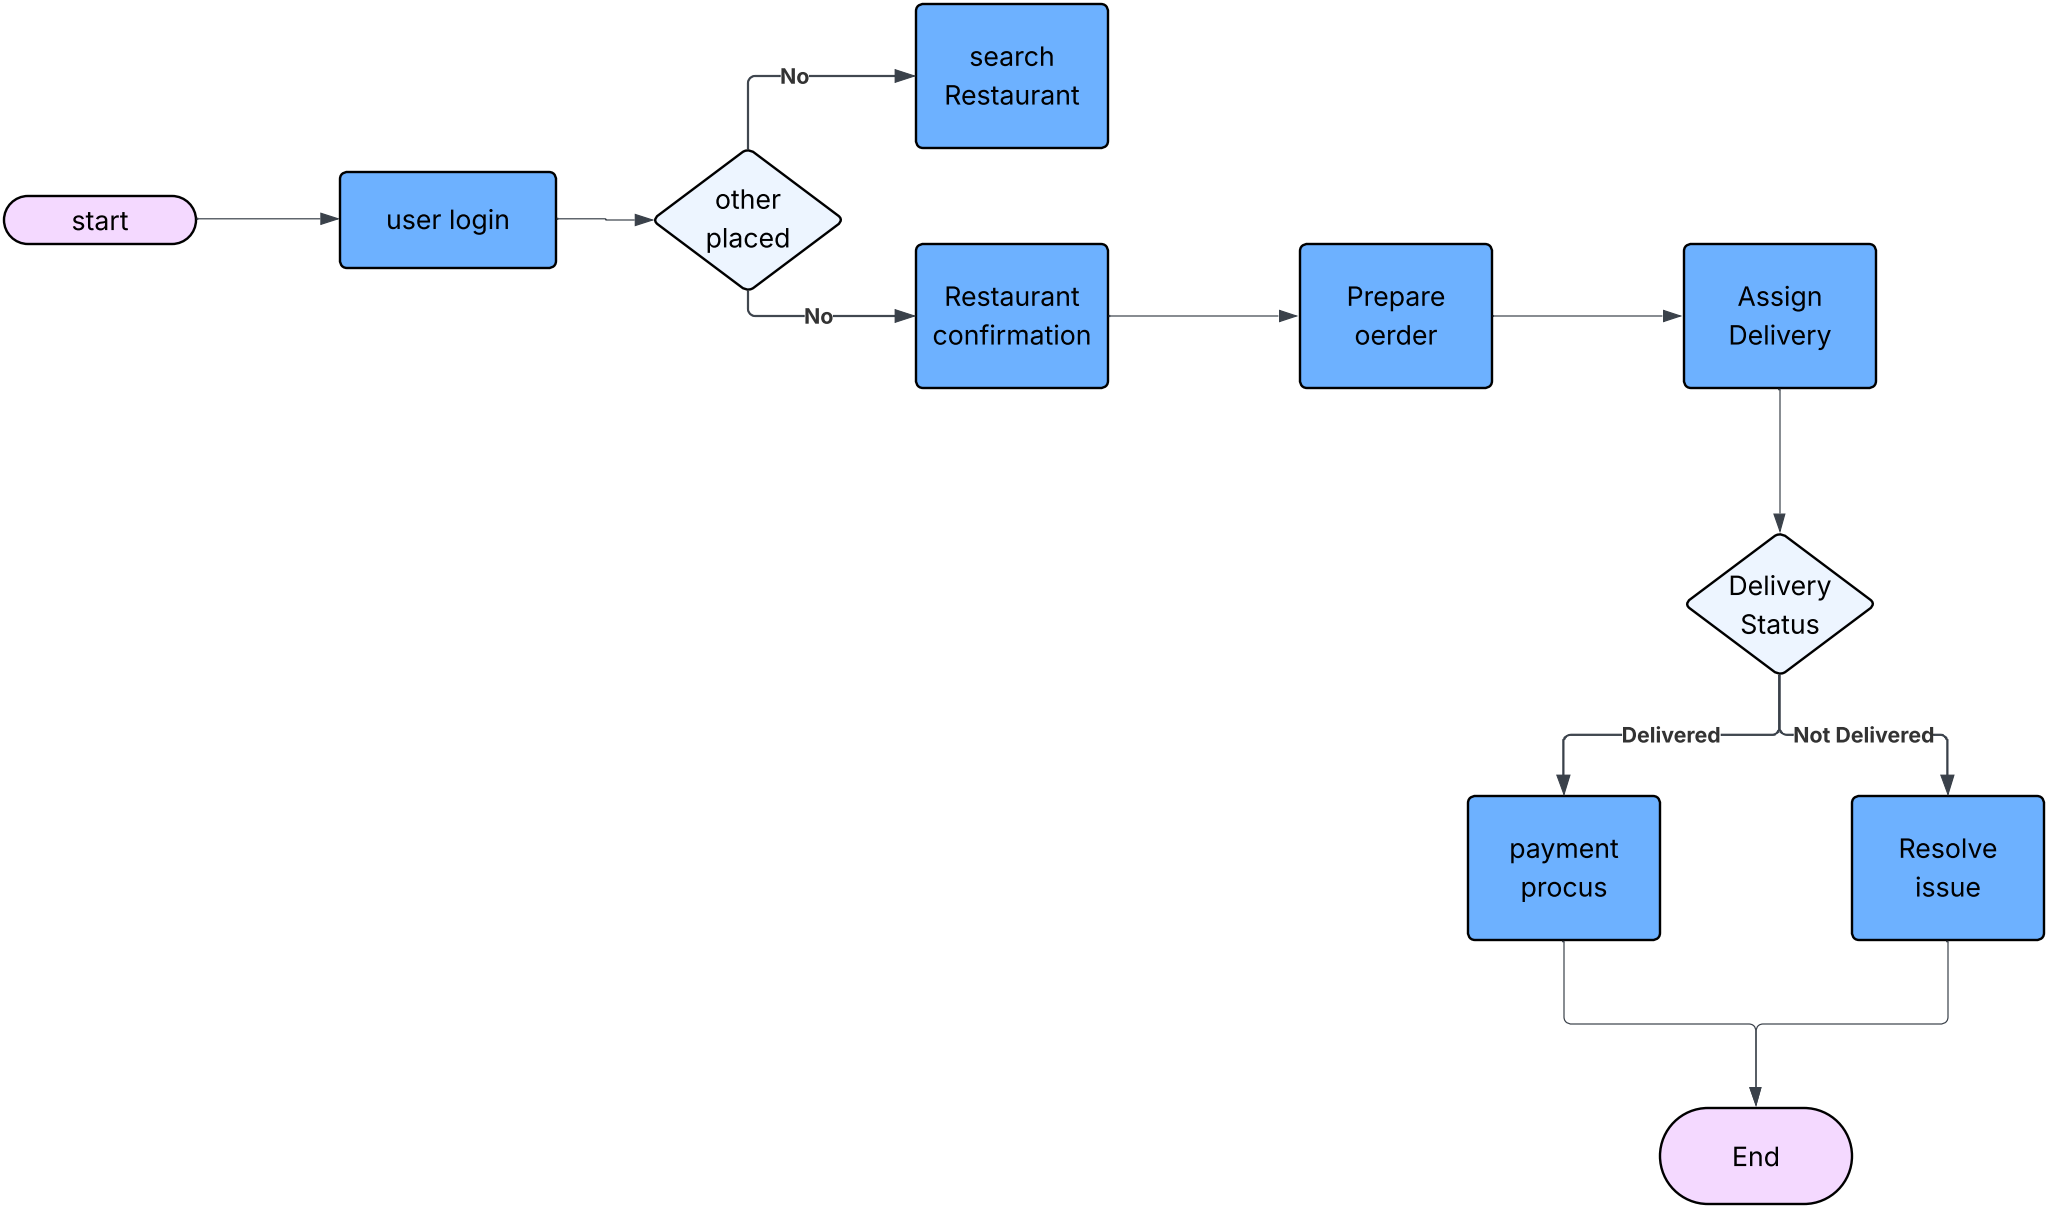 search
Restaurant
No
start
user login
other
placed
No
Restaurant
confirmation
Prepare
oerder
Assign
Delivery
Delivery
Status
Delivered
Not Delivered
payment
procus
Resolve
issue
End